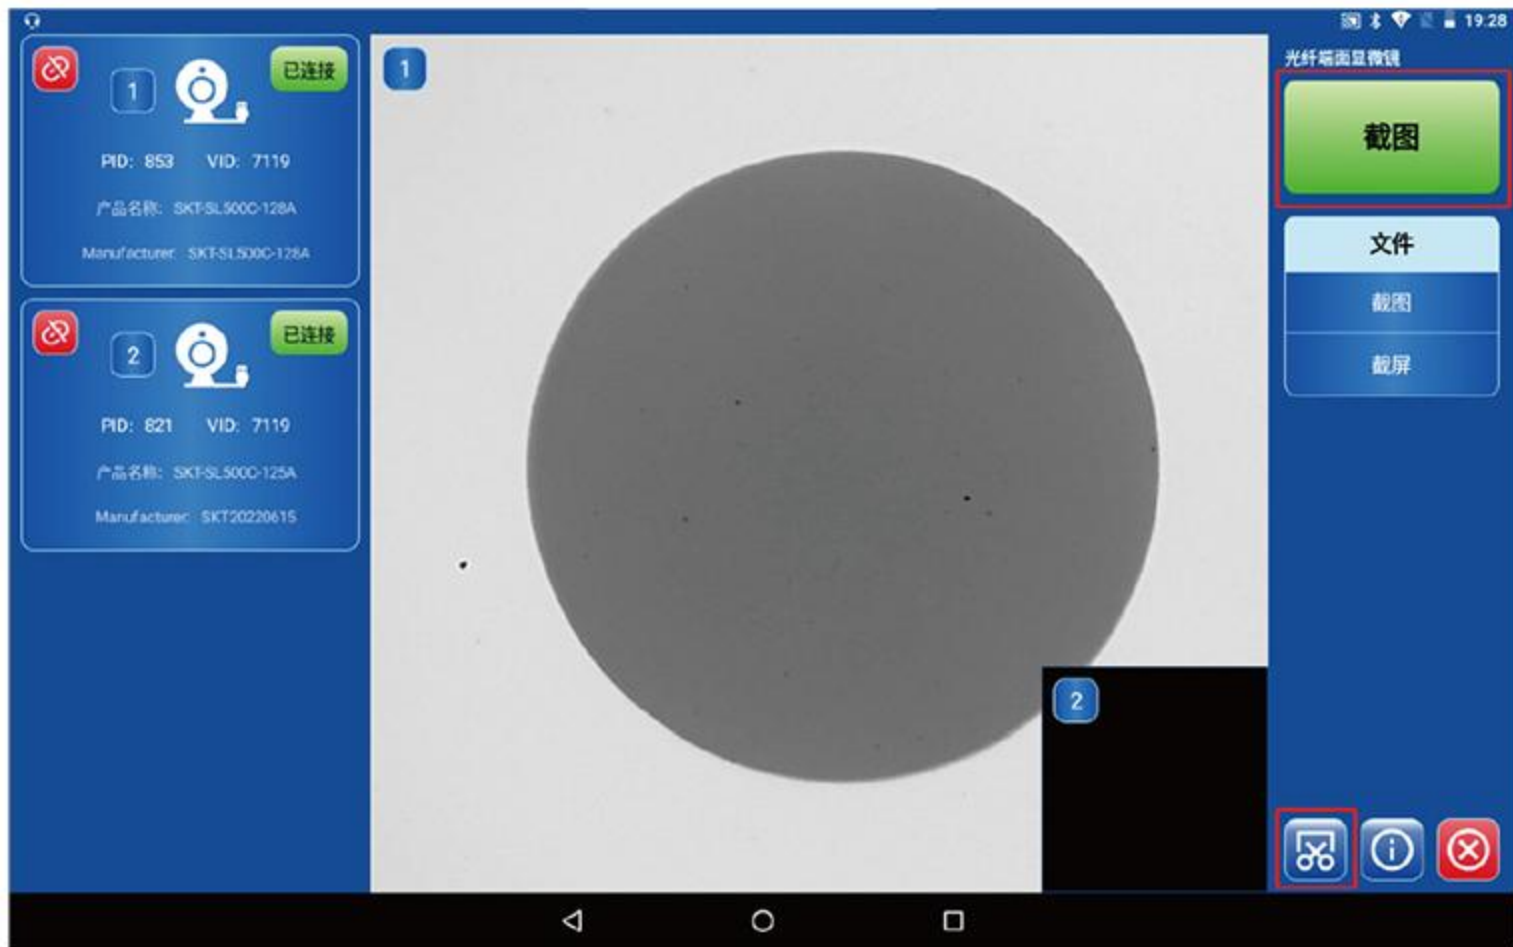 19:28
已连接
1
PID: 853 VID: 7119
产品名称: SKT-SL500C-128A
Manufacturer: SKT-SL500C-128A
已连接
2
PID: 821 VID: 7119
产品名称: SKT-SL500C-125A
Manufacturer: SKT20220615
1
2
光纤端面显微镜
截图
文件
截图
截屏